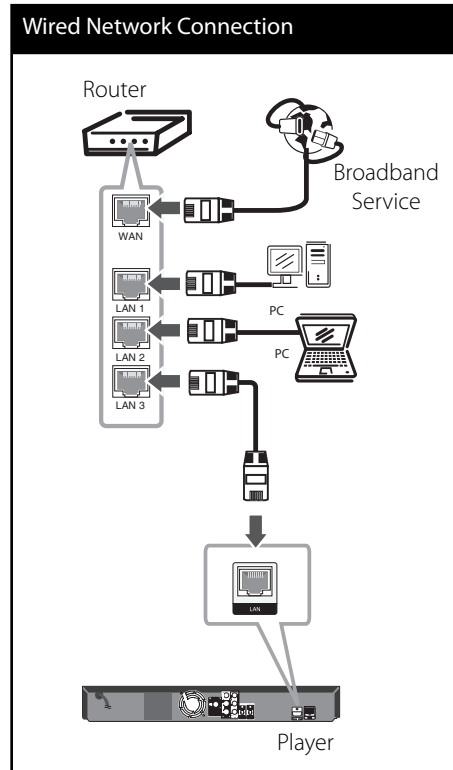 Wired Network Connection
Router
Broadband
Service
WAN
LAN 1
PC
LAN 2
PC
LAN 3
LAN
Player